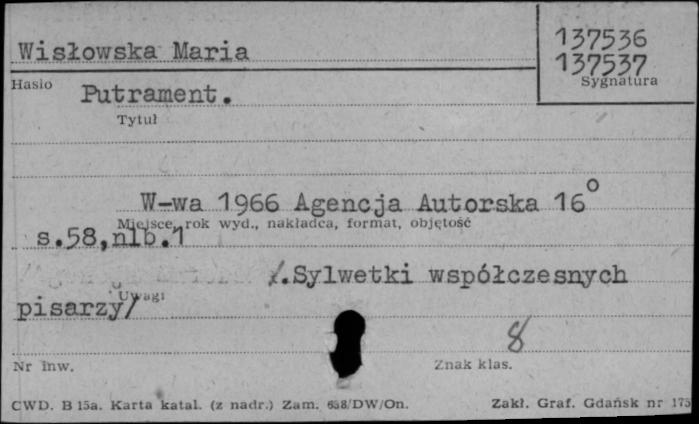 Wisłowska Maria
137536
137537
Hasło
Sygnatura
Putrament.
Tytuł
W-wa 1966 Agencja Autorska 16°
Miejsce, rok wyd., nakładca, format, objętość
s.58,nlb.1
/.Sylwetki współczesnych
Uwagi
pisarzy/
8
Nr inw.
Znak klas.
CWD. B 15a. Karta katal. (z nadr.) Zam. 658/DW/On.
Zakł. Graf. Gdańsk nr 175